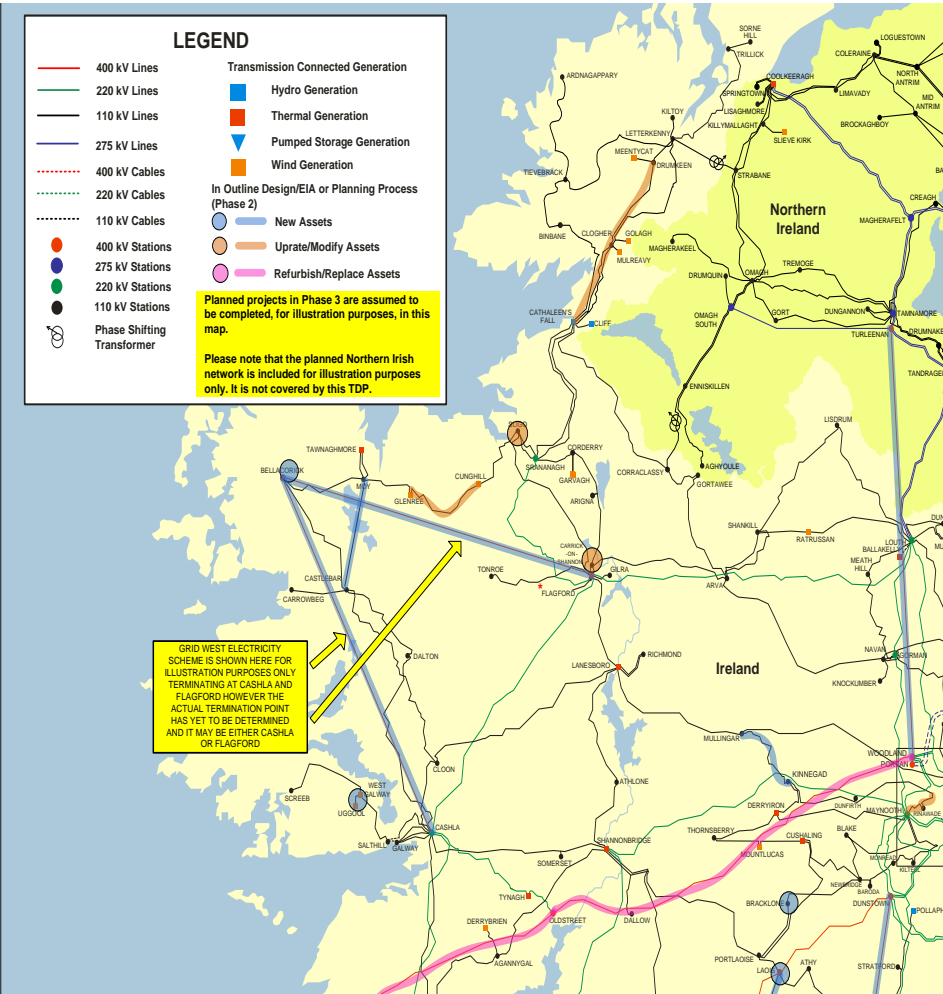 LEGEND
400 kV Lines
220 kV Lines
110 kV Lines
275 kV Lines
400 kV Cables
220 kV Cables
110 kV Cables
400 kV Stations
275 kV Stations
220 kV Stations
110 kV Stations
Phase Shifting
Transformer
Transmission Connected Generation
Hydro Generation
Thermal Generation
Pumped Storage Generation
Wind Generation
In Outline Design/EIA or Planning Process
(Phase 2)
New Assets
Uprate/Modify Assets
Refurbish/Replace Assets
Planned projects in Phase 3 are assumed to
be completed, for illustration purposes, in this
map.
Please note that the planned Northern Irish
network is included for illustration purposes
only. It is not covered by this TDP.
SORNE
HILL
TRILLICK
LOGUESTOWN
COLERAINE
NORTH
ANTRIM
ARDNAGAPPARY
COOLKEERAGH
SPRINGTOWN
LIMAVADY
MID
ANTRIM
LISAGHMORE
KILTOY
BROCKAGHBOY
KILLYMALLAGHT
LETTERKENNY
SLIEVE KIRK
MEENTYCAT
DRUMKEEN
STRABANE
TIEVEBRACK
CREAGH
Northern
Ireland
MAGHERAFELT
BINBANE
CLOGHER
GOLAGH
MAGHERAKEEL
MULREAVY
TREMOGE
DRUMQUIN
OMAGH
CATHALEEN'S
FALL
CLIFF
OMAGH
SOUTH
GORT
DUNGANNON
TAMNAMORE
TURLEENAN
DRUMNAKE
TANDRAGE
ENNISKILLEN
LISDRUM
SLIGO
TAWNAGHMORE
CORDERRY
SRANANAGH
BELLACORICK
MOY
CUNGHILL
GARVAGH
CORRACLASSY
AGHYOULE
GORTAWEE
GLENREE
ARIGNA
SHANKILL
RATRUSSAN
DUN
LOUTH
BALLAKELLY
MEATH
HILL
CARRICK
-ON-
SHANNON
TONROE
GILRA
FLAGFORD
ARVA
CASTLEBAR
CARROWBEG
GRID WEST ELECTRICITY
SCHEME IS SHOWN HERE FOR
ILLUSTRATION PURPOSES ONLY
TERMINATING AT CASHLA AND
FLAGFORD HOWEVER THE
ACTUAL TERMINATION POINT
HAS YET TO BE DETERMINED
AND IT MAY BE EITHER CASHLA
OR FLAGFORD
DALTON
LANESBORO
RICHMOND
Ireland
NAVAN
GORMAN
KNOCKUMBER
MULLINGAR
WOODLAND
PORTAN
CLOON
ATHLONE
KINNEGAD
SCREEB
WEST
GALWAY
UGGOOL
DERRYIRON
DUNFIRTH
MAYNOOTH
RINAWADE
SALTHILL
GALWAY
CASHLA
SHANNONBRIDGE
THORNSBERRY
CUSHALING
BLAKE
MOUNTLUCAS
SOMERSET
MONREAD
KILTEEL
NEWBRIDGE
BARODA
TYNAGH
BRACKLONE
DUNSTOWN
POLLAPH
OLDSTREET
DALLOW
DERRYBRIEN
AGANNYGAL
PORTLAOISE
LAOIS
ATHY
STRATFORD